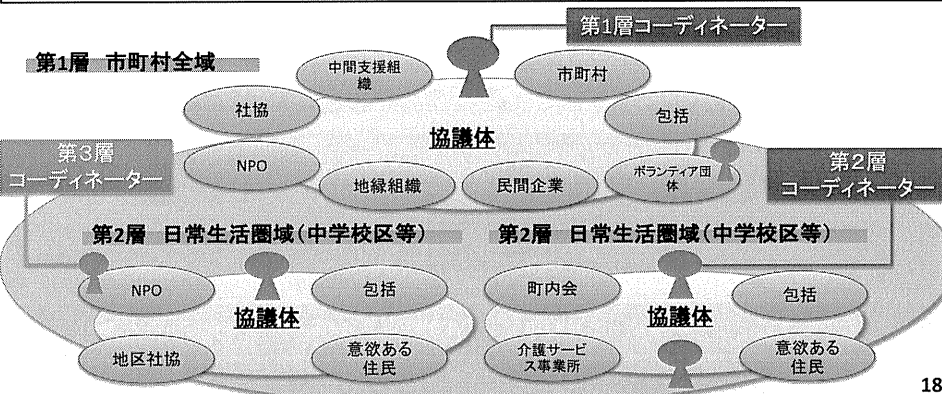 第1層コーディネーター
第1層 市町村全域
中間支援組
織
市町村
社協
包括
協議体
第3層
コーディネーター
NPO
地縁組織
民間企業
ボランティア団
体
第2層
コーディネーター
第2層 日常生活圏域(中学校区等)
第2層 日常生活圏域(中学校区等)
NPO
包括
町内会
包括
協議体
協議体
地区社協
意欲ある
住民
介護サービ
ス事業所
意欲ある
住民
18